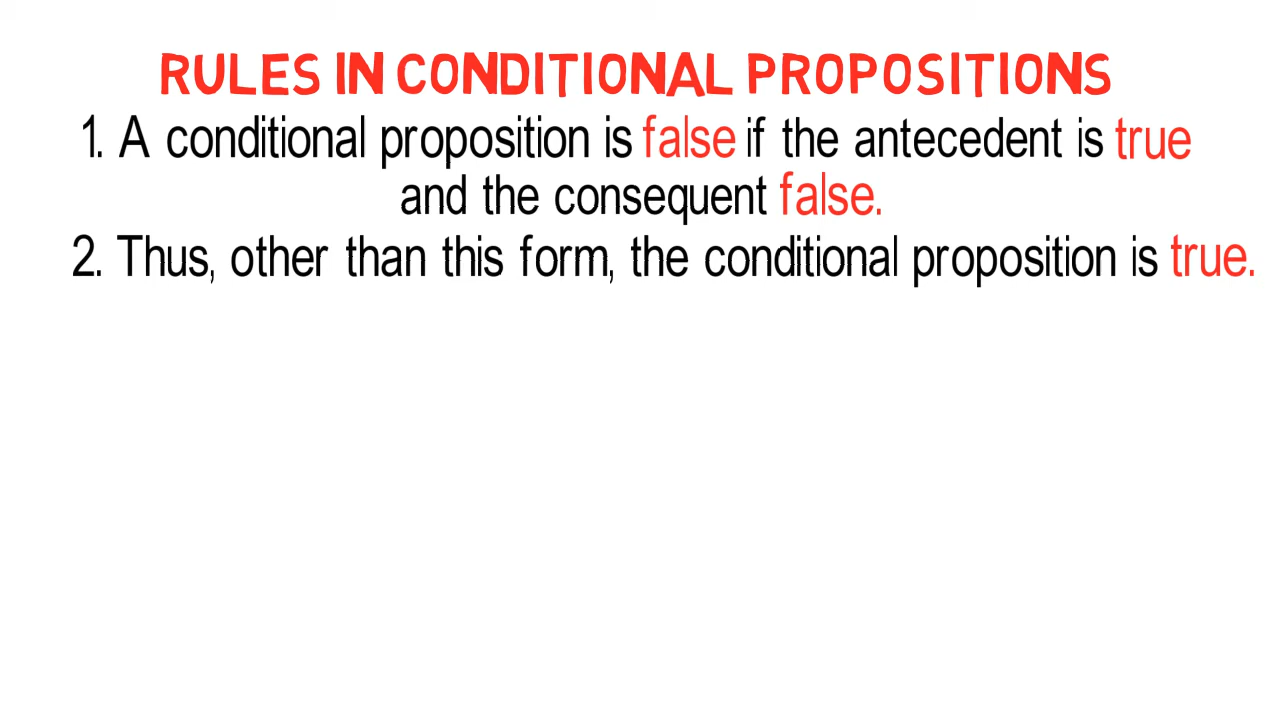 RULES IN CONDITIONAL PROPOSITIONS
1. A conditional proposition is false if the antecedent is true
and the consequent false.
2. Thus, other than this form, the conditional proposition is true.